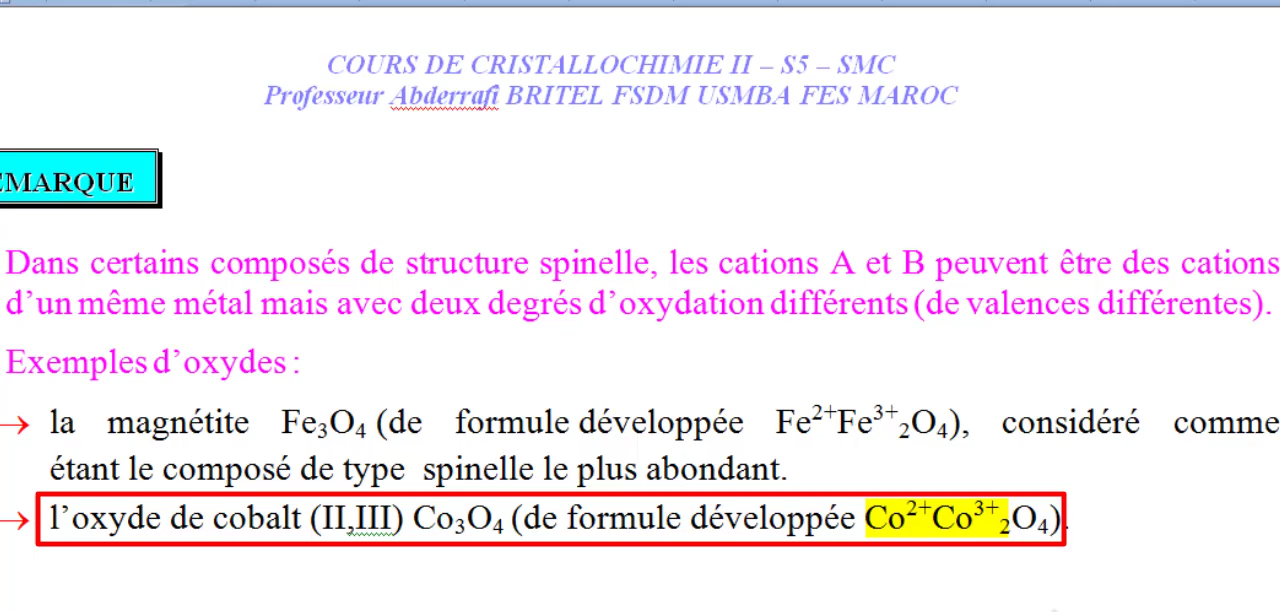 COURS DE CRISTALLOCHIMIE II – S5 – SMC
Professeur Abderrafi BRITEL FSDM USMBA FES MAROC
EMARQUE
Dans certains composés de structure spinelle, les cations A et B peuvent être des cations
d’un même métal mais avec deux degrés d’oxydation différents (de valences différentes).
Exemples d’oxydes :
→ la magnétite Fe₃O₄ (de formule développée Fe²⁺Fe³⁺₂O₄), considéré comme
étant le composé de type spinelle le plus abondant.
→ l’oxyde de cobalt (II,III) Co₃O₄ (de formule développée Co²⁺Co³⁺₂O₄).